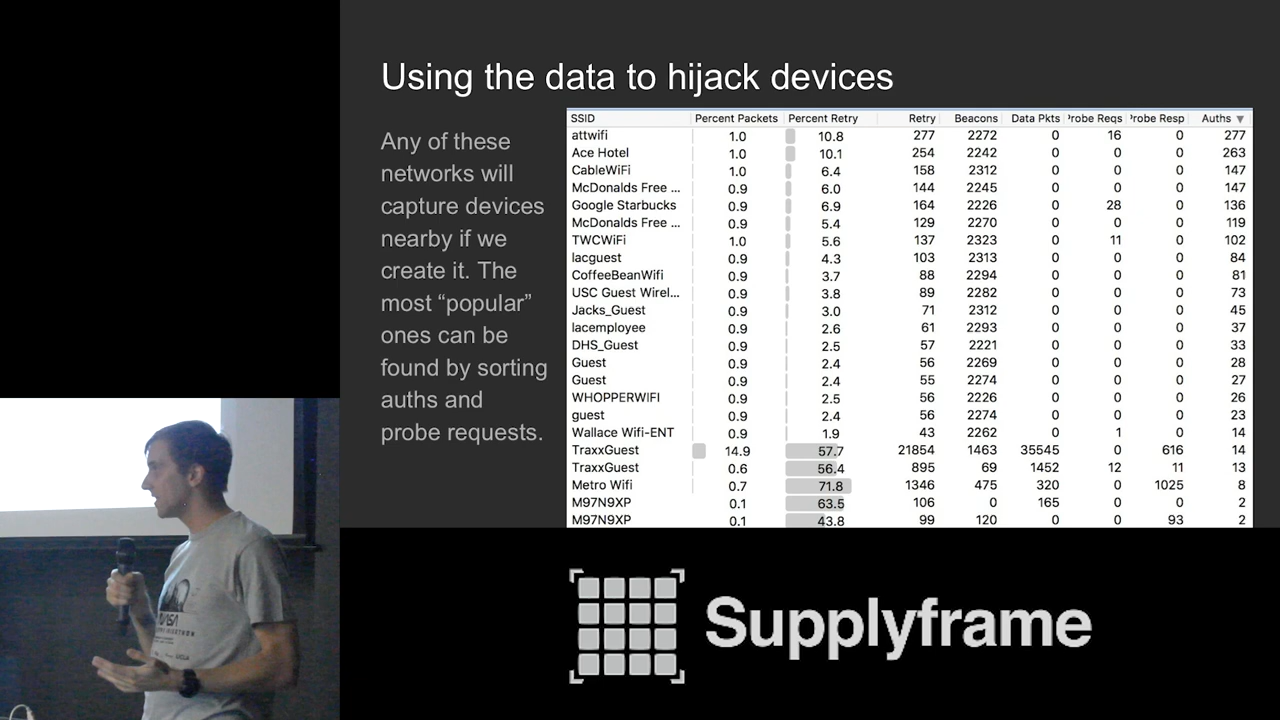 Using the data to hijack devices
Any of these
networks will
capture devices
nearby if we
create it. The
most “popular”
ones can be
found by sorting
auths and
probe requests.
SSID Percent Packets Percent Retry Retry Beacons Data Pkts Probe Reqs Probe Resp Auths ▼
attwifi 1.0 10.8 277 2272 0 16 0 277
Ace Hotel 1.0 10.1 254 2242 0 0 0 263
CableWiFi 1.0 6.4 158 2312 0 0 0 147
McDonalds Free ... 0.9 6.0 144 2245 0 0 0 147
Google Starbucks 0.9 6.9 164 2226 0 28 0 136
McDonalds Free ... 0.9 5.4 129 2270 0 0 0 119
TWCWiFi 1.0 5.6 137 2323 0 11 0 102
lacguest 0.9 4.3 103 2313 0 0 0 84
CoffeeBeanWifi 0.9 3.7 88 2294 0 0 0 81
USC Guest Wirel... 0.9 3.8 89 2282 0 0 0 73
Jacks_Guest 0.9 3.0 71 2312 0 0 0 45
lacemployee 0.9 2.6 61 2293 0 0 0 37
DHS_Guest 0.9 2.5 57 2221 0 0 0 33
Guest 0.9 2.4 56 2269 0 0 0 28
Guest 0.9 2.4 55 2274 0 0 0 27
WHOPPERWIFI 0.9 2.5 56 2226 0 0 0 26
guest 0.9 2.4 56 2274 0 0 0 23
Wallace Wifi-ENT 0.9 1.9 43 2262 0 1 0 14
TraxxGuest 14.9 57.7 21854 1463 35545 0 616 14
TraxxGuest 0.6 56.4 895 69 1452 12 11 13
Metro Wifi 0.7 71.8 1346 475 320 0 1025 8
M97N9XP 0.1 63.5 106 0 165 0 0 2
M97N9XP 0.1 43.8 99 120 0 0 93 2
NASA
Supplyframe